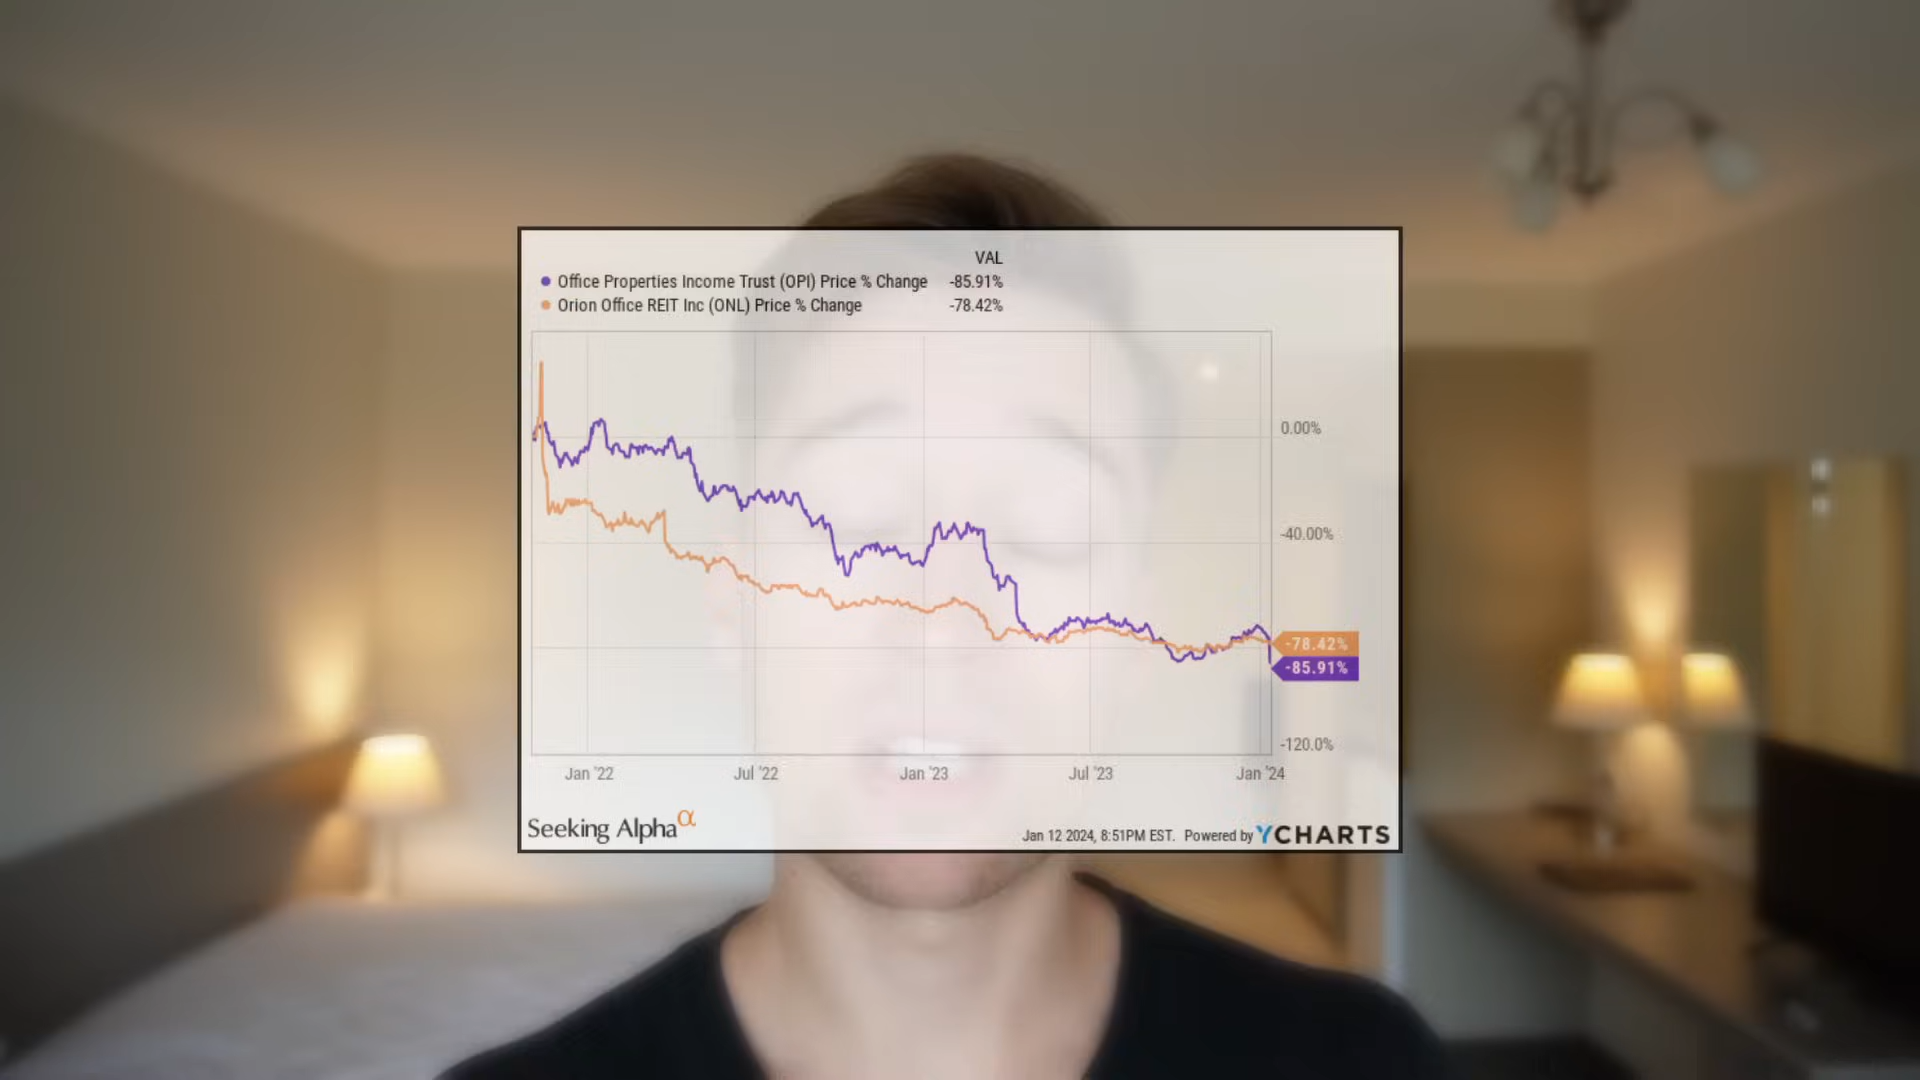 VAL
Office Properties Income Trust (OPI) Price % Change -85.91%
Orion Office REIT Inc (ONL) Price % Change -78.42%
0.00%
-40.00%
-78.42%
-85.91%
-120.0%
Jan '22 Jul '22 Jan '23 Jul '23 Jan '24
Seeking Alphaα
Jan 12 2024, 8:51PM EST. Powered by YCHARTS